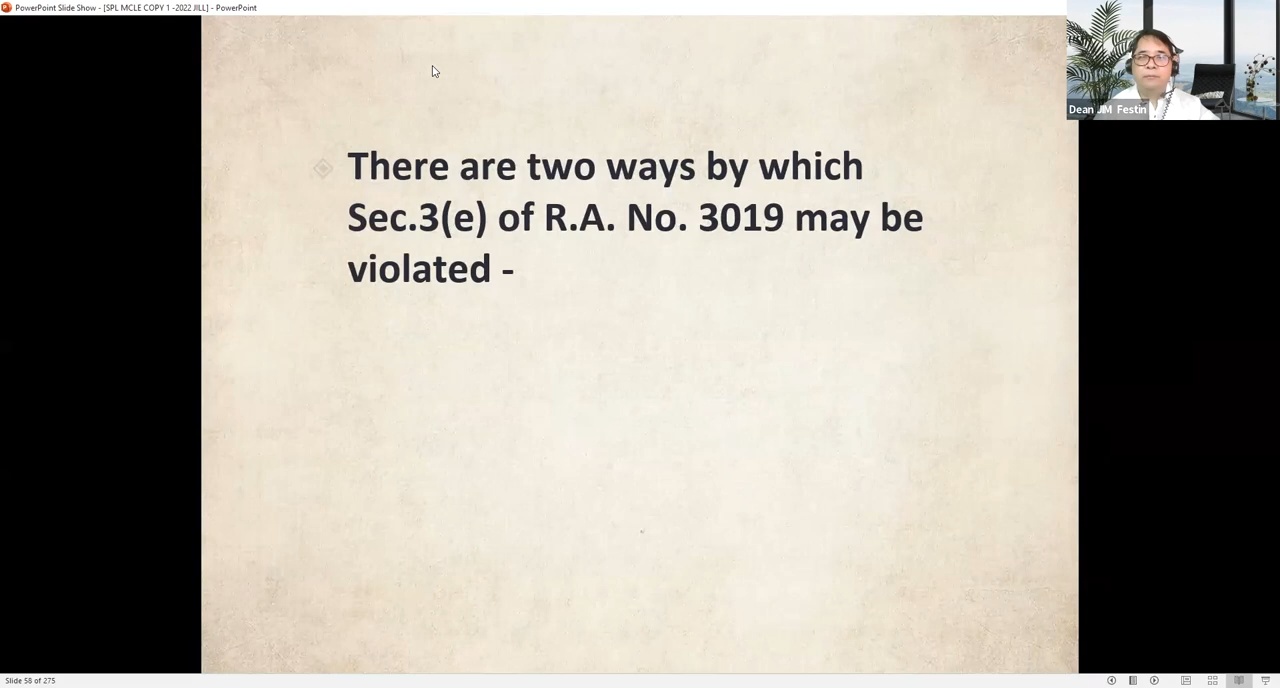 PowerPoint Slide Show - [SPL MCLE COPY 1 -2022 JILL] - PowerPoint
Dean JIM Festin
There are two ways by which
Sec.3(e) of R.A. No. 3019 may be
violated -
Slide 58 of 275